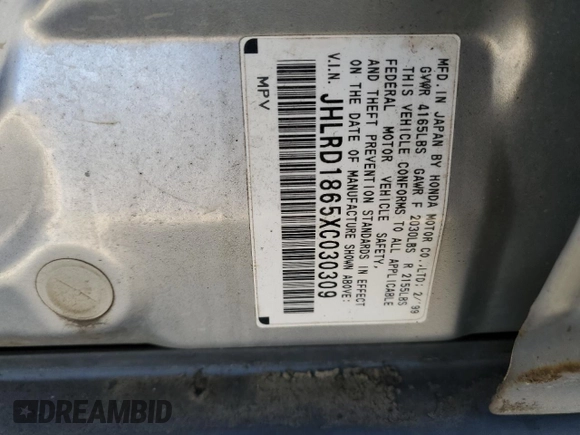 MFD. IN JAPAN BY HONDA MOTOR CO.,LTD: 2/'99
GVWR 4165LBS GAWR F 2030LBS R 2155LBS
THIS VEHICLE CONFORMS TO ALL APPLICABLE
FEDERAL MOTOR VEHICLE SAFETY,
AND THEFT PREVENTION STANDARDS IN EFFECT
ON THE DATE OF MANUFACTURE SHOWN ABOVE:
V.I.N. JHLRD1865XC030309
MPV
DREAMBID